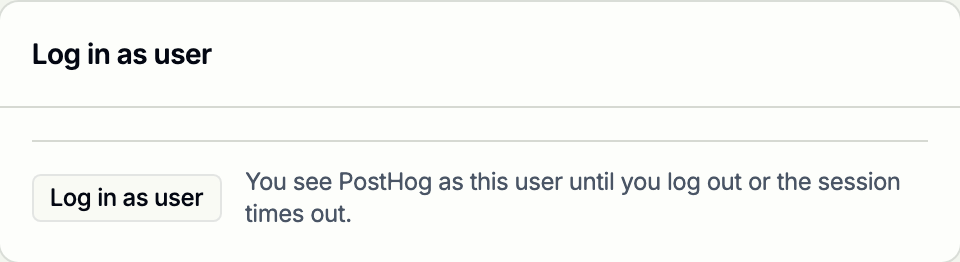 Log in as user
Log in as user
You see PostHog as this user until you log out or the session
times out.